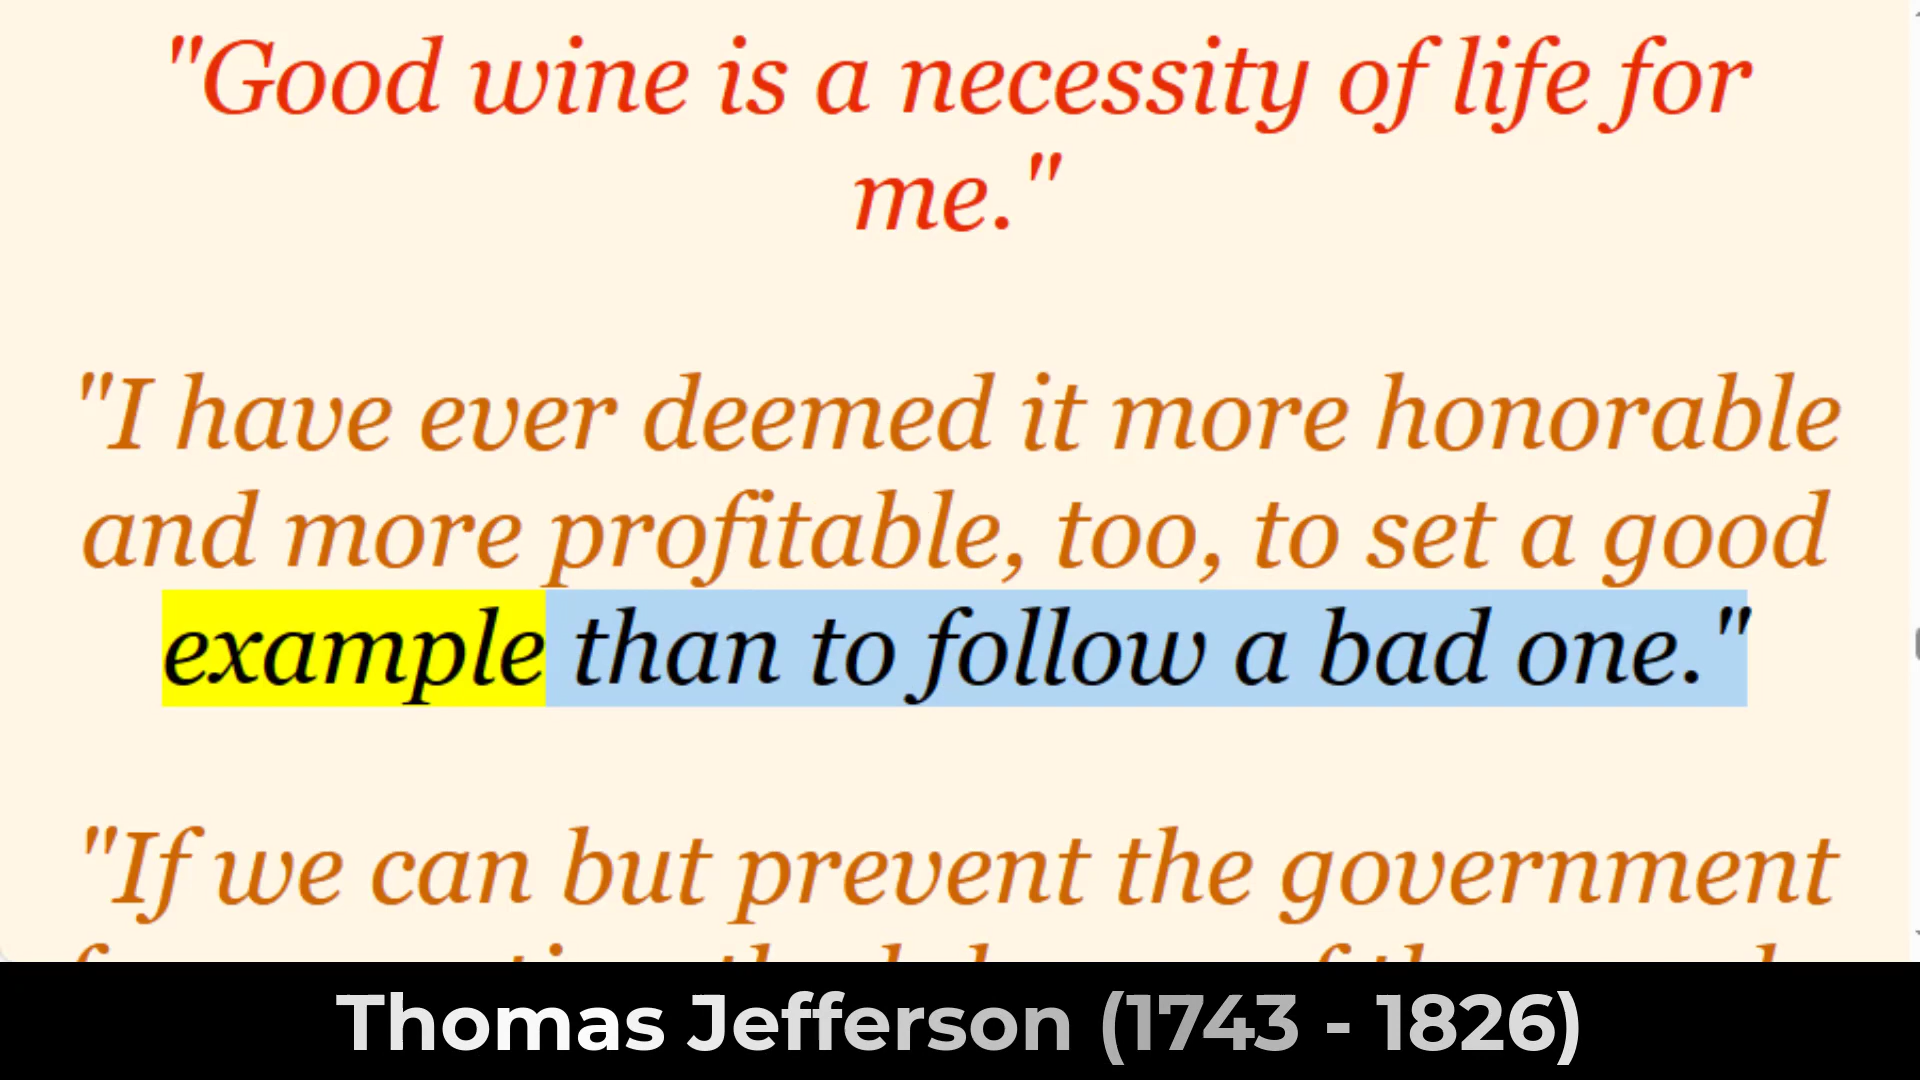 "Good wine is a necessity of life for
me."
"I have ever deemed it more honorable
and more profitable, too, to set a good
example than to follow a bad one."
"If we can but prevent the government
Thomas Jefferson (1743 - 1826)